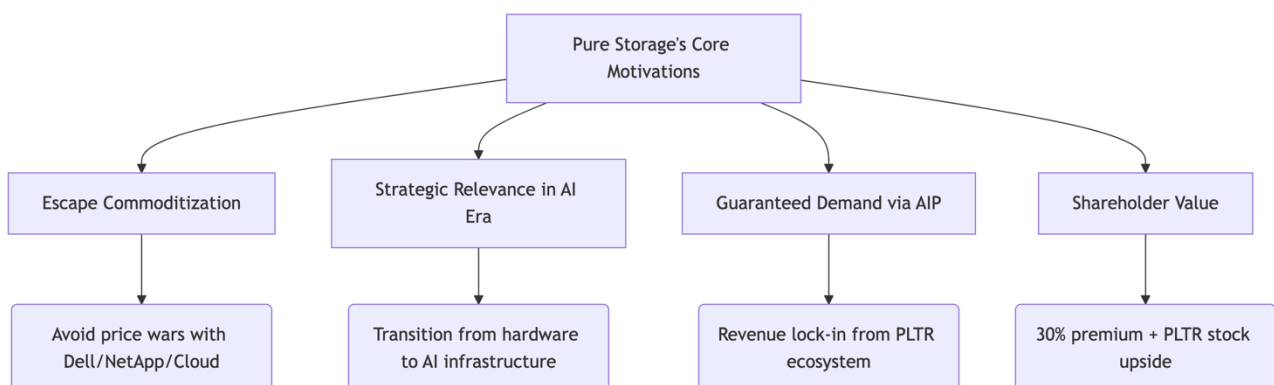 Pure Storage's Core
Motivations
Escape Commoditization
Strategic Relevance in AI
Era
Guaranteed Demand via AIP
Shareholder Value
Avoid price wars with
Dell/NetApp/Cloud
Transition from hardware
to AI infrastructure
Revenue lock-in from PLTR
ecosystem
30% premium + PLTR stock
upside